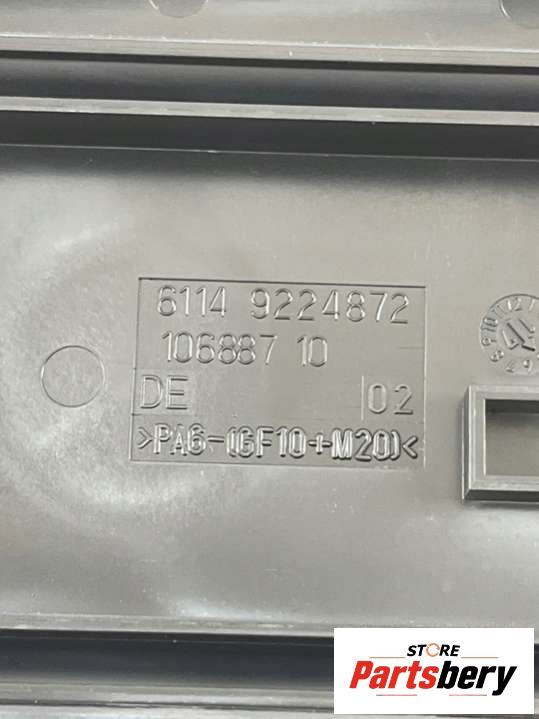 6114 9224872
106887 10
DE 02
>PA6-(GF10+M20)<
STORE
Partsbery